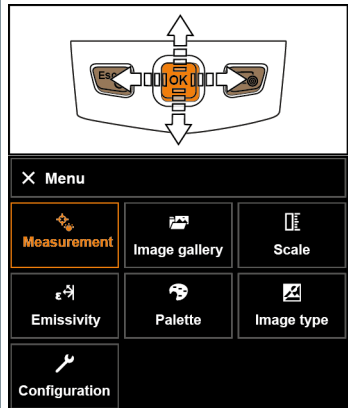 Esc
OK
Menu
Measurement
Image gallery
Scale
ε
Emissivity
Palette
Image type
Configuration